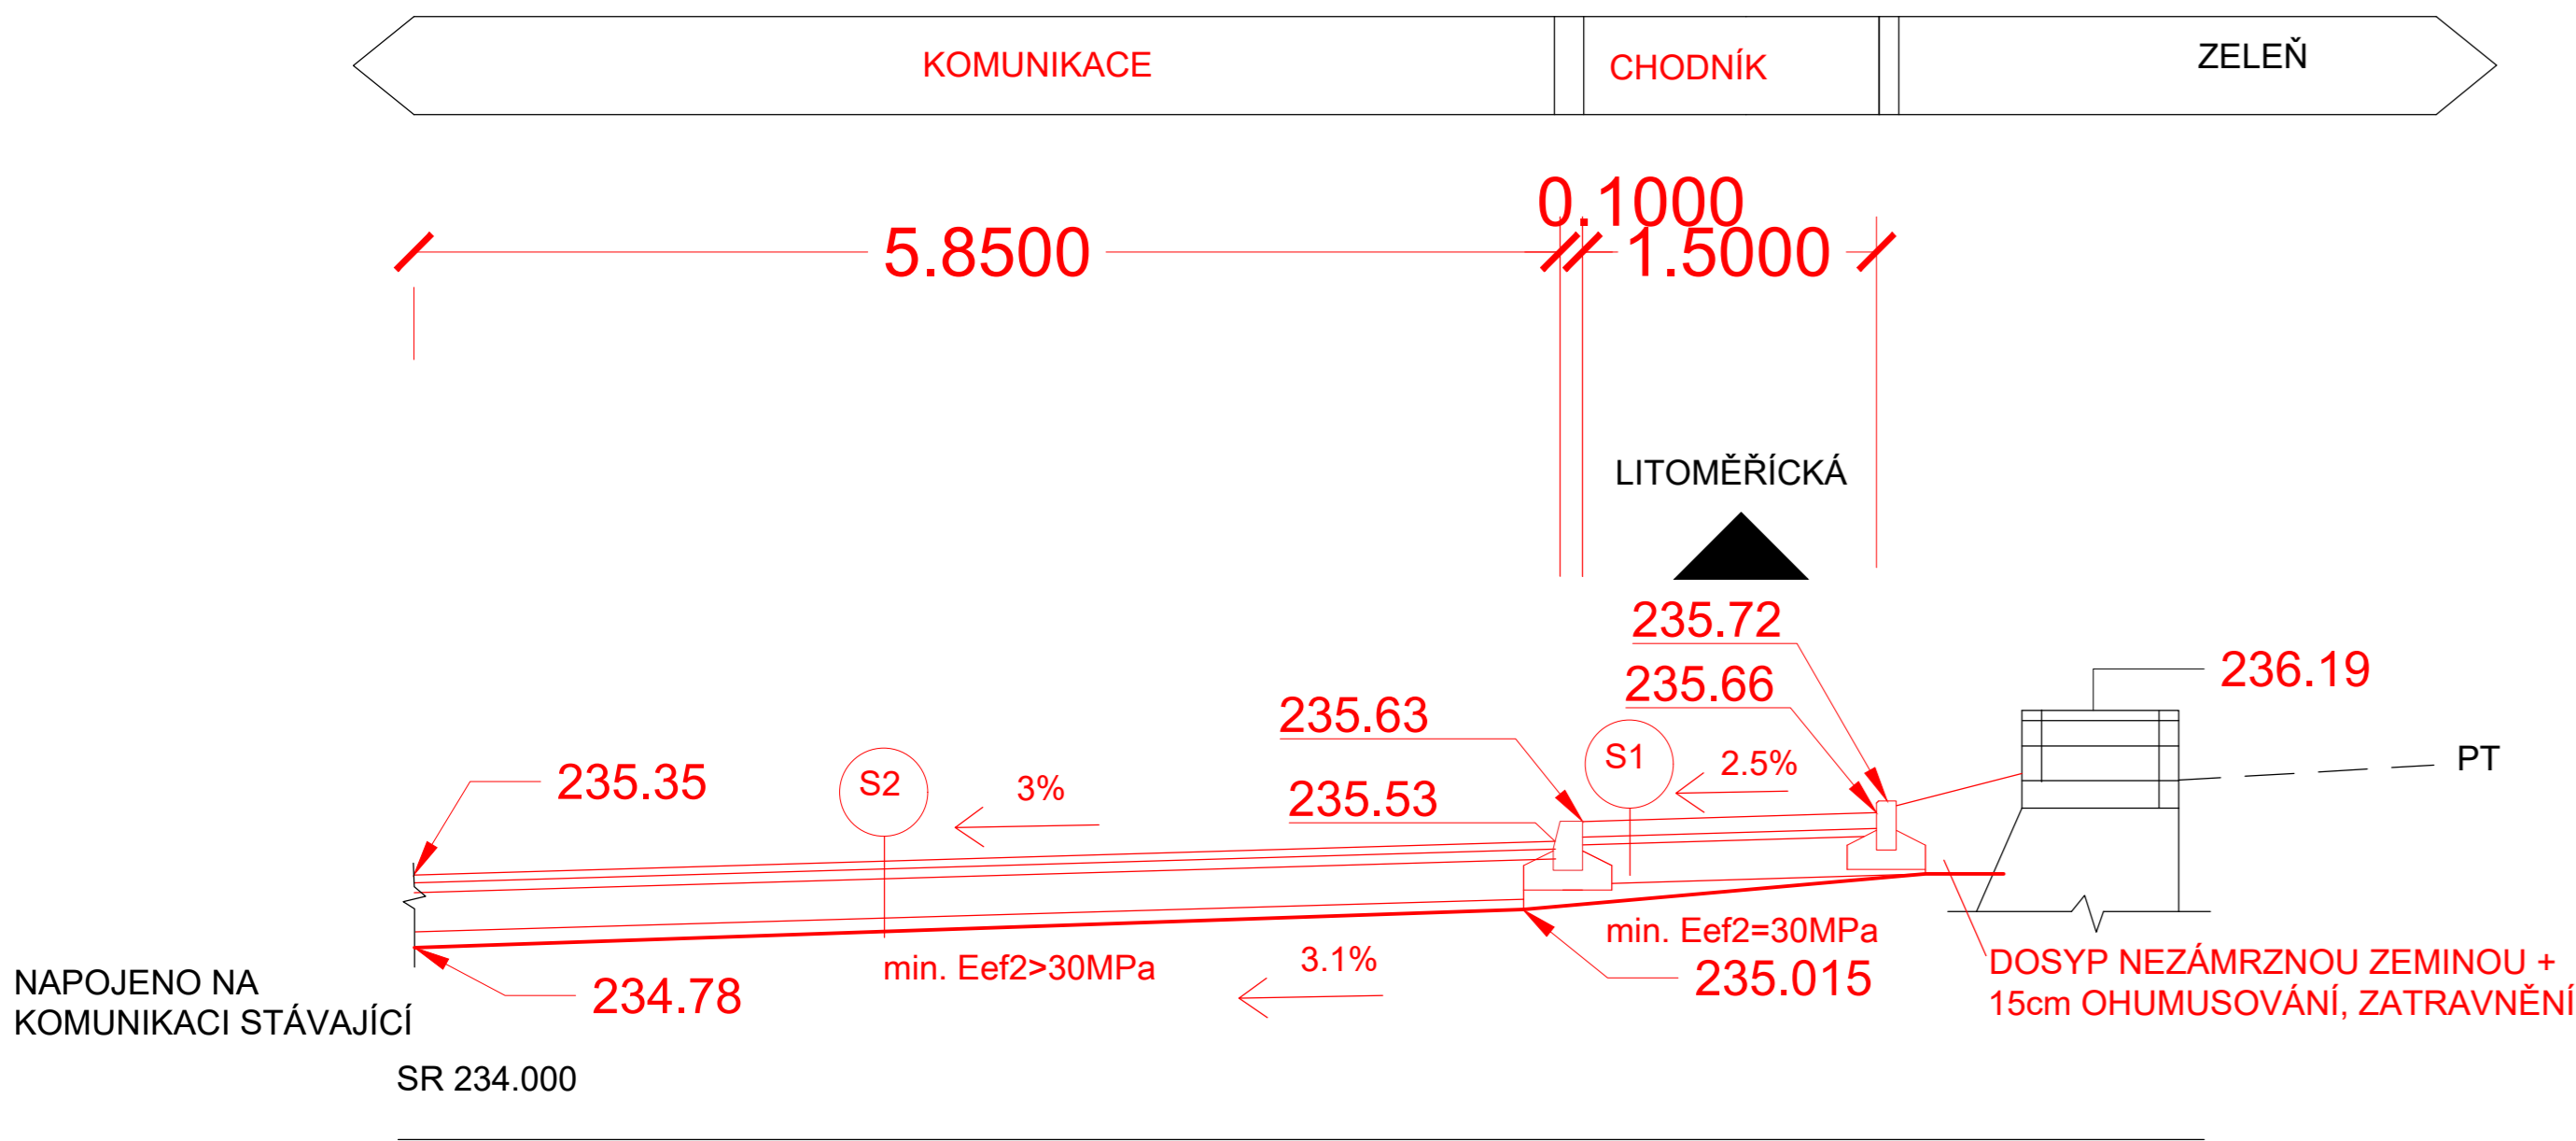 KOMUNIKACE
CHODNÍK
ZELEŇ
0.1000
5.8500
1.5000
LITOMĚŘÍCKÁ
235.72
236.19
235.66
235.63
S1
2.5%
PT
235.35
S2
3%
235.53
min. Eef2=30MPa
min. Eef2>30MPa
3.1%
235.015
DOSYP NEZÁMRZNOU ZEMINOU +
15cm OHUMUSOVÁNÍ, ZATRAVNĚNÍ
NAPOJENO NA
KOMUNIKACI STÁVAJÍCÍ
234.78
SR 234.000